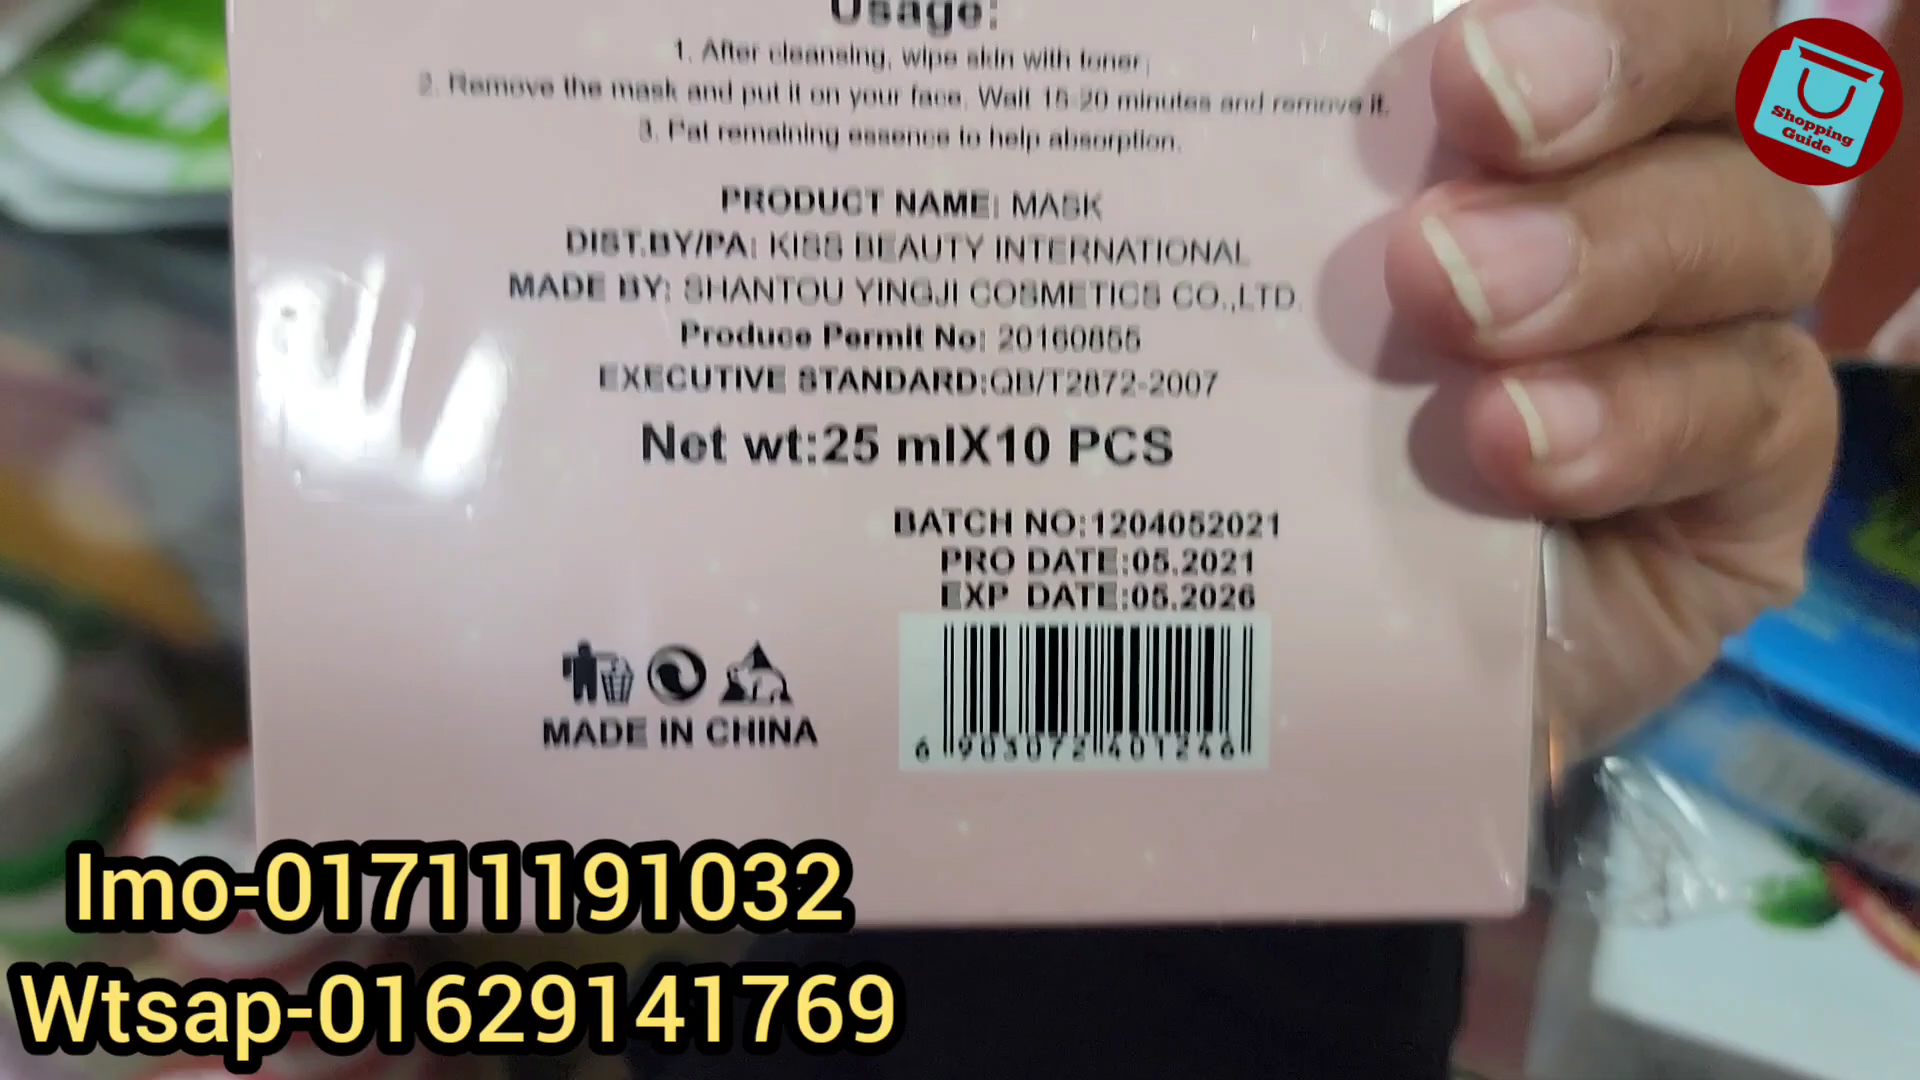 Usage:
1. After cleansing, wipe skin with toner;
2. Remove the mask and put it on your face. Wait 15-20 minutes and remove it.
3. Pat remaining essence to help absorption.
PRODUCT NAME: MASK
DIST.BY/PA: KISS BEAUTY INTERNATIONAL
MADE BY: SHANTOU YINGJI COSMETICS CO.,LTD.
Produce Permit No: 20160855
EXECUTIVE STANDARD:QB/T2872-2007
Net wt:25 mlX10 PCS
BATCH NO:1204052021
PRO DATE:05.2021
EXP DATE:05.2026
6 903072 401246
MADE IN CHINA
Shopping
Guide
Imo-01711191032
Wtsap-01629141769